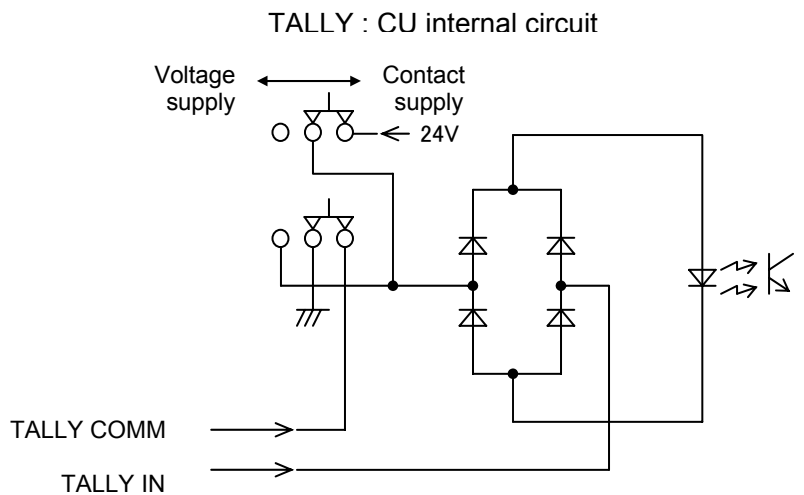 TALLY : CU internal circuit
Voltage supply
Contact supply
24V
TALLY COMM
TALLY IN